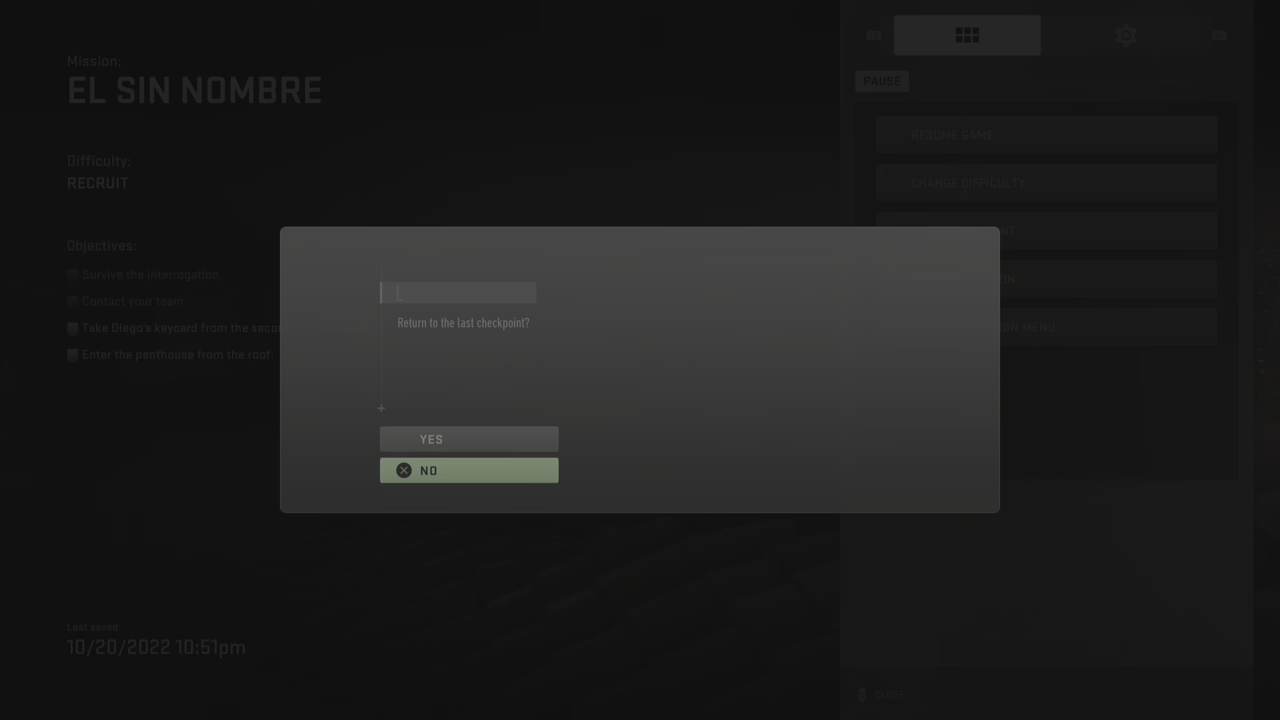 Mission:
EL SIN NOMBRE
Difficulty:
RECRUIT
Objectives:
Survive the interrogation.
Contact your team
Take Diego's keycard from the
Enter the penthouse from the roof.
Last saved:
10/20/2022 10:51pm
PAUSE
RESUME GAME
CHANGE DIFFICULTY
MENU
CLOSE
Return to the last checkpoint?
YES
NO